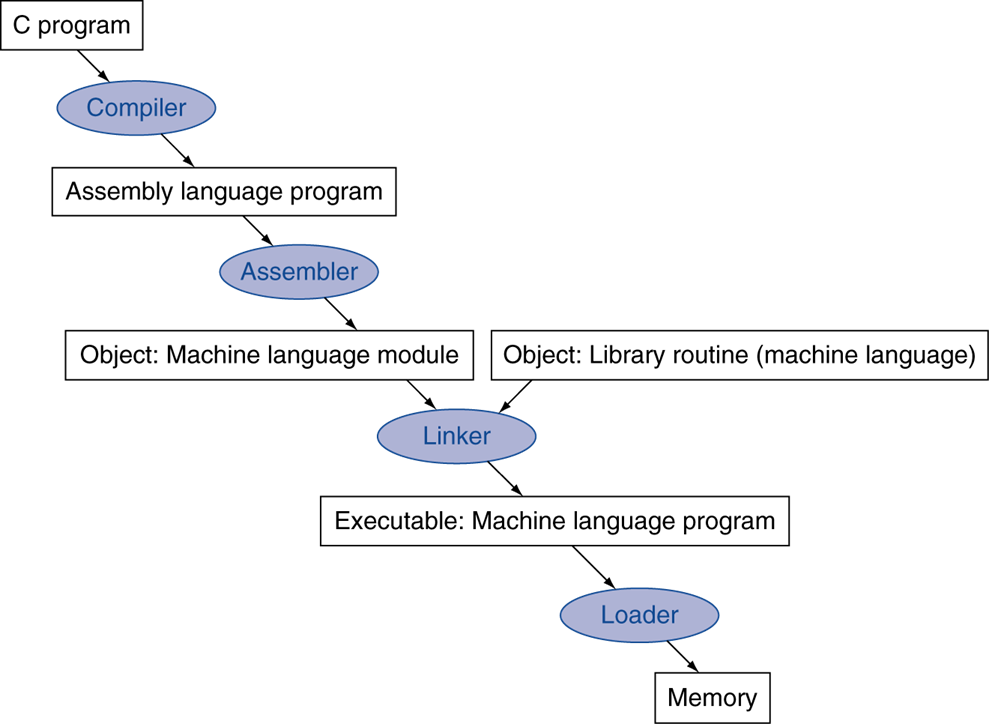 C program
Compiler
Assembly language program
Assembler
Object: Machine language module
Object: Library routine (machine language)
Linker
Executable: Machine language program
Loader
Memory